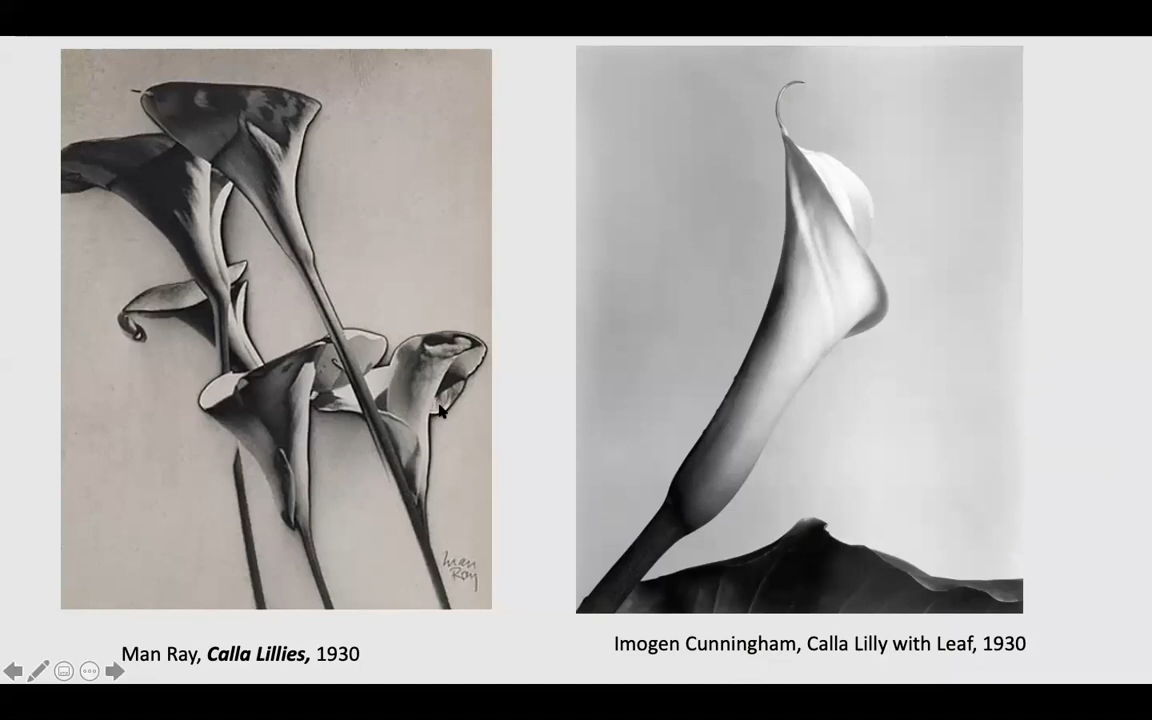 Man
Ray
Man Ray, Calla Lillies, 1930
Imogen Cunningham, Calla Lilly with Leaf, 1930